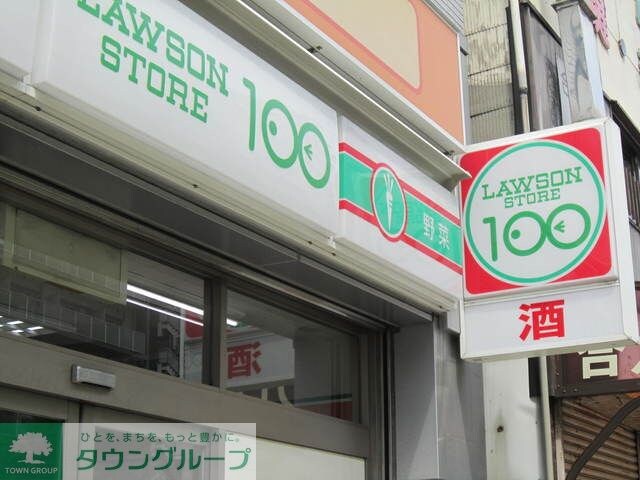 LAWSON
STORE 100
野菜
LAWSON
STORE
100
酒
酒
TOWN GROUP
ひとを、まちを、もっと豊かに。
タウングループ